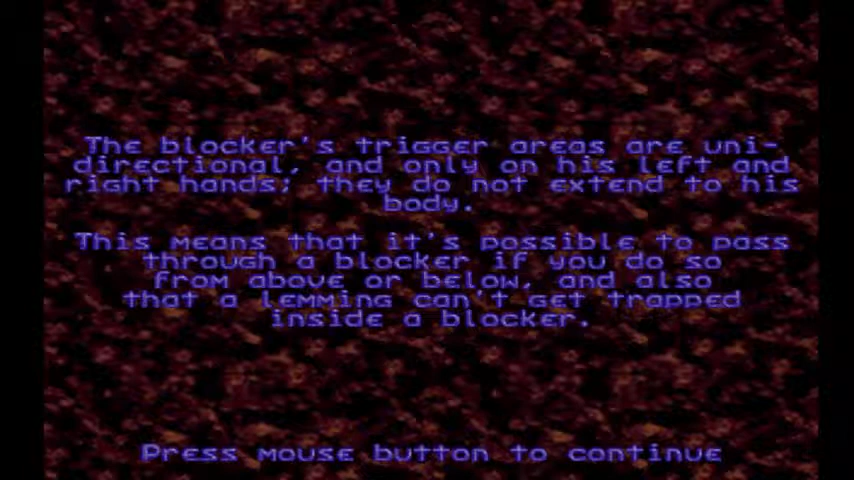 The blocker's trigger areas are uni-
directional, and only on his left and
right hands; they do not extend to his
body.
This means that it's possible to pass
through a blocker if you do so
from above or below, and also
that a lemming can't get trapped
inside a blocker.
Press mouse button to continue